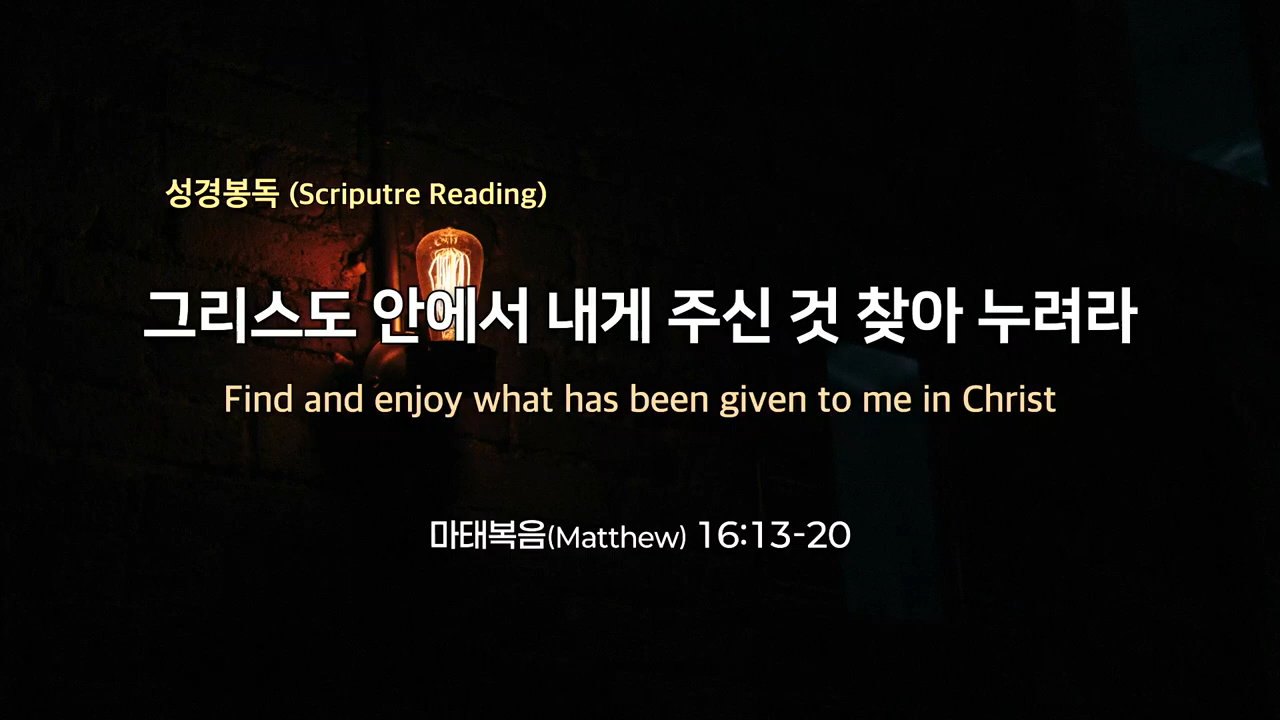 성경봉독 (Scriputre Reading)
그리스도 안에서 내게 주신 것 찾아 누려라
Find and enjoy what has been given to me in Christ
마태복음(Matthew) 16:13-20